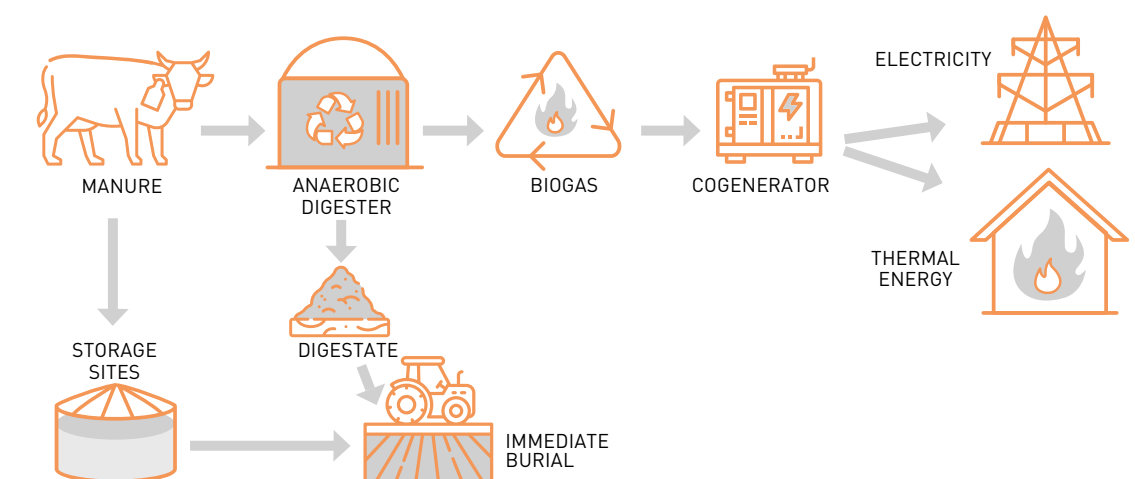 ELECTRICITY
MANURE
ANAEROBIC
DIGESTER
BIOGAS
COGENERATOR
THERMAL
ENERGY
STORAGE
SITES
DIGESTATE
IMMEDIATE
BURIAL